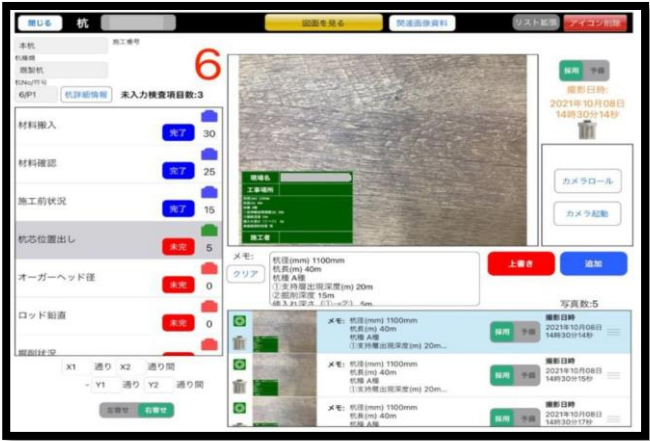 閉じる 杭 図面を見る 関連画像資料 リスト拡張 アイコン削除
本杭 施工番号
杭種類
既製杭
杭No/符号
6/P1 杭詳細情報 未入力検査項目数:3
6
材料搬入 完了 30
材料確認 完了 25
施工前状況 完了 15
杭芯位置出し 未完 5
オーガーヘッド径 未完 0
ロッド鉛直 未完 0
掘削状況
X1 通り X2 通り間
- Y1 通り Y2 通り間
左寄せ 右寄せ
現場名
工事場所
施工者
採用 予備
撮影日時:
2021年10月08日
14時30分14秒
カメラロール
カメラ起動
メモ:
クリア
杭径(mm) 1100mm
杭長(m) 40m
杭種 A種
①支持層出現深度(m) 20m
②掘削深度 15m
根入れ深さ (①→②) 5m
上書き 追加
写真数:5
メモ: 杭径(mm) 1100mm
杭長(m) 40m
杭種 A種
①支持層出現深度(m) 20m...
採用 予備
撮影日時
2021年10月08日
14時30分14秒
メモ: 杭径(mm) 1100mm
杭長(m) 40m
杭種 A種
①支持層出現深度(m) 20m...
採用 予備
撮影日時
2021年10月08日
14時30分15秒
メモ: 杭径(mm) 1100mm
杭長(m) 40m
杭種 A種
採用 予備
撮影日時
2021年10月08日
14時30分17秒